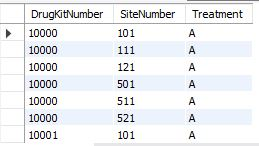 DrugKitNumber SiteNumber Treatment
10000 101 A
10000 111 A
10000 121 A
10000 501 A
10000 511 A
10000 521 A
10001 101 A